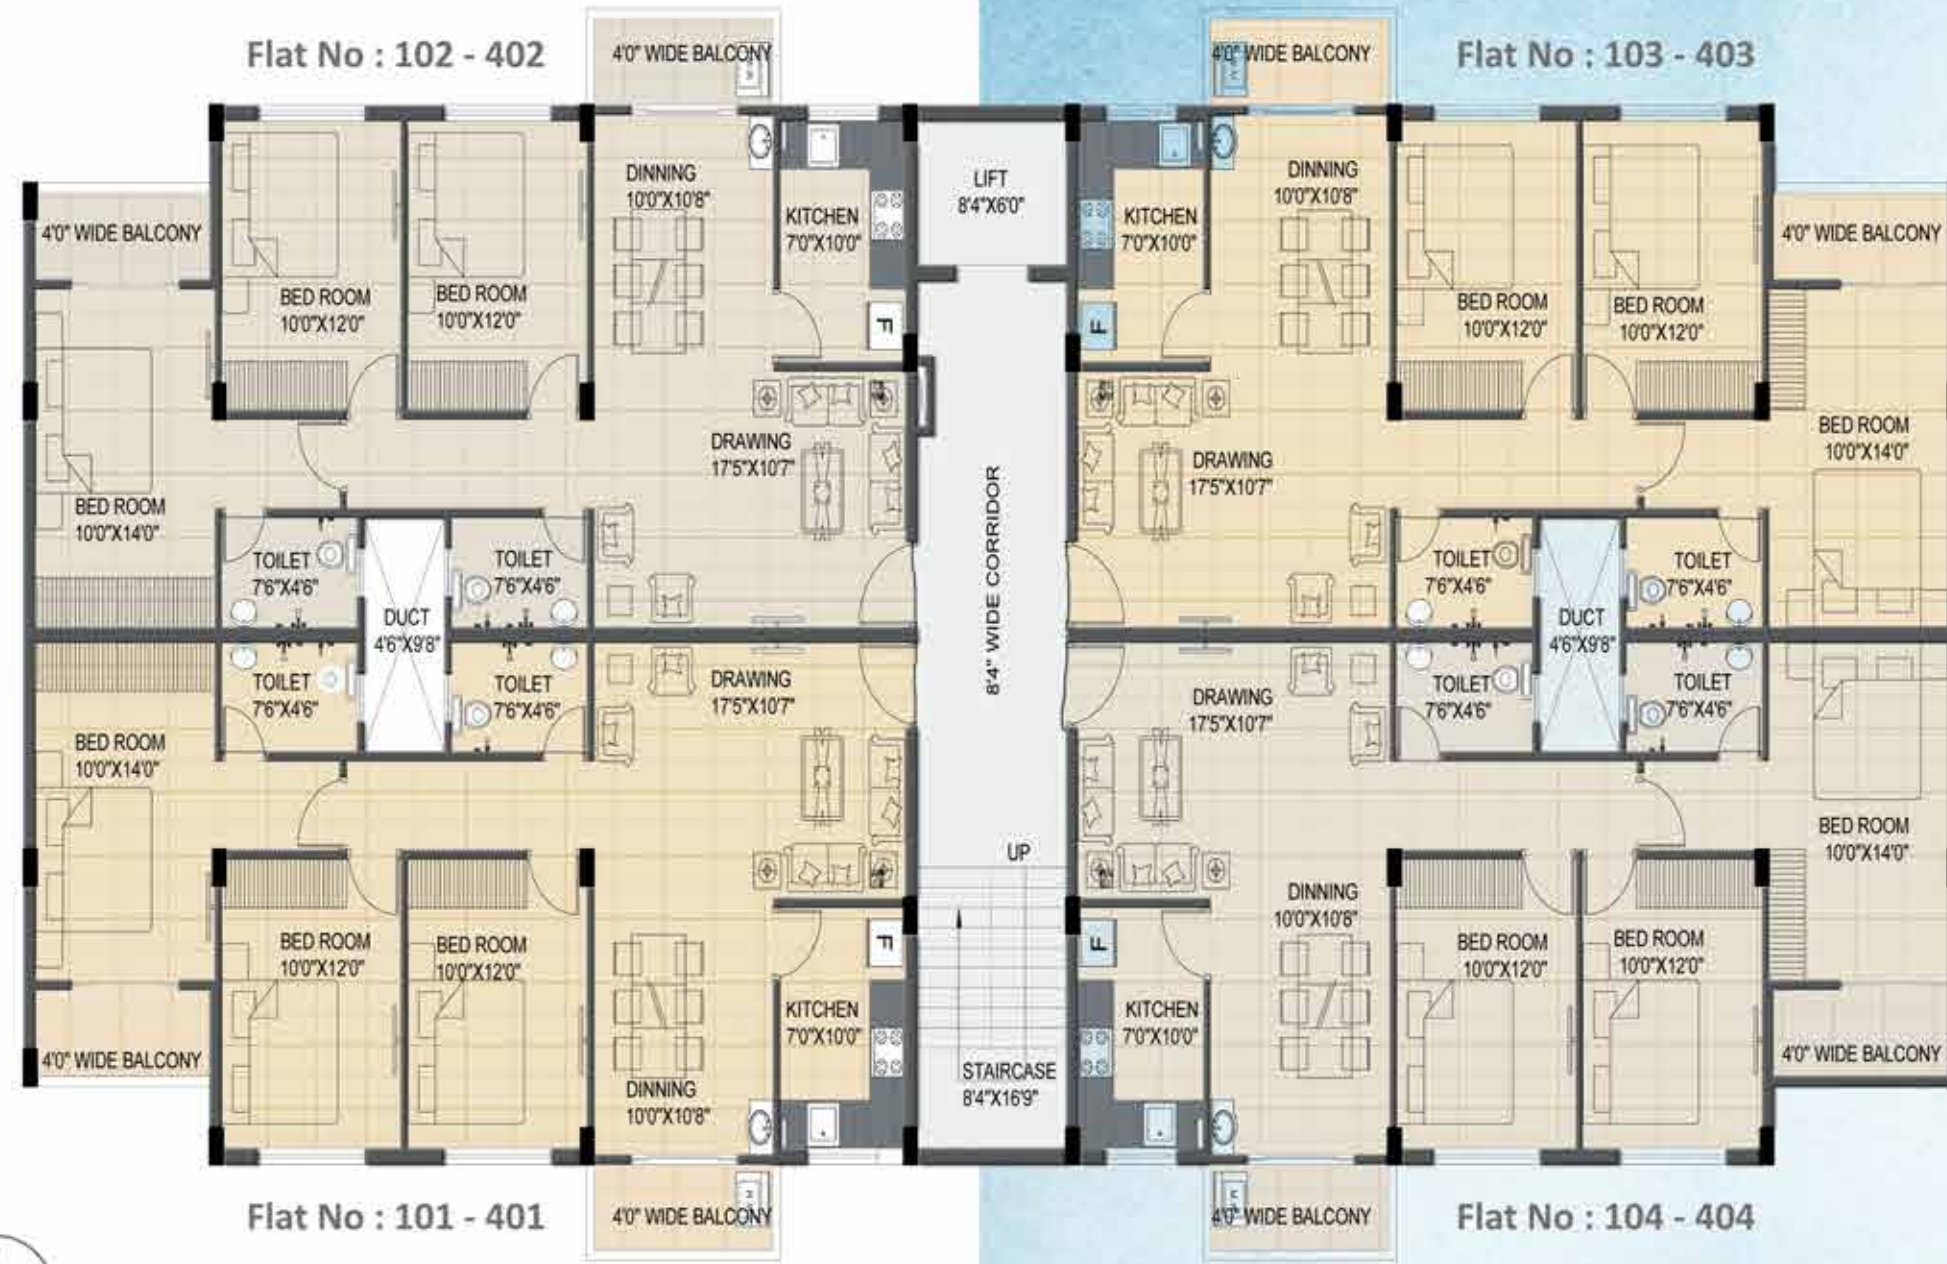 Flat No : 102 - 402
4'0" WIDE BALCONY
4'0" WIDE BALCONY
Flat No : 103 - 403
DINNING
10'0"X10'8"
KITCHEN
7'0"X10'0"
LIFT
8'4"X6'0"
KITCHEN
7'0"X10'0"
DINNING
10'0"X10'8"
4'0" WIDE BALCONY
BED ROOM
10'0"X12'0"
BED ROOM
10'0"X12'0"
BED ROOM
10'0"X12'0"
BED ROOM
10'0"X12'0"
4'0" WIDE BALCONY
F
F
DRAWING
17'5"X10'7"
DRAWING
17'5"X10'7"
BED ROOM
10'0"X14'0"
BED ROOM
10'0"X14'0"
8'4" WIDE CORRIDOR
TOILET
7'6"X4'6"
TOILET
7'6"X4'6"
TOILET
7'6"X4'6"
TOILET
7'6"X4'6"
DUCT
4'6"X9'8"
DUCT
4'6"X9'8"
TOILET
7'6"X4'6"
TOILET
7'6"X4'6"
DRAWING
17'5"X10'7"
DRAWING
17'5"X10'7"
TOILET
7'6"X4'6"
TOILET
7'6"X4'6"
BED ROOM
10'0"X14'0"
BED ROOM
10'0"X14'0"
UP
BED ROOM
10'0"X12'0"
BED ROOM
10'0"X12'0"
F
F
DINNING
10'0"X10'8"
BED ROOM
10'0"X12'0"
BED ROOM
10'0"X12'0"
4'0" WIDE BALCONY
DINNING
10'0"X10'8"
KITCHEN
7'0"X10'0"
STAIRCASE
8'4"X16'9"
KITCHEN
7'0"X10'0"
4'0" WIDE BALCONY
Flat No : 101 - 401
4'0" WIDE BALCONY
4'0" WIDE BALCONY
Flat No : 104 - 404